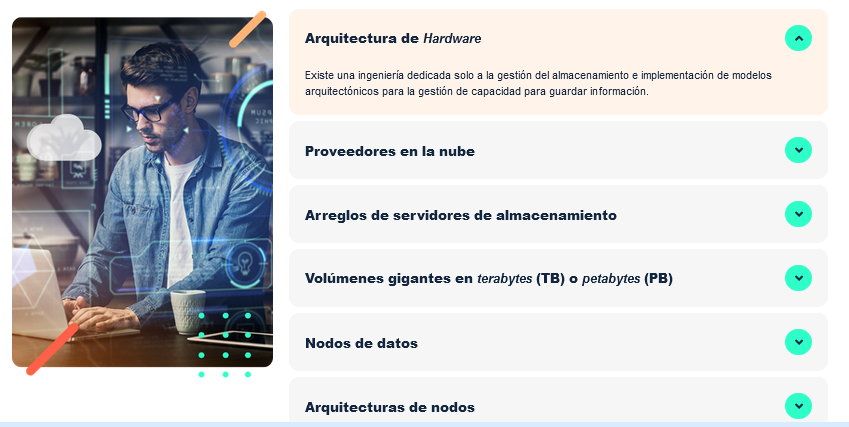 Arquitectura de Hardware
Existe una ingeniería dedicada solo a la gestión del almacenamiento e implementación de modelos
arquitectónicos para la gestión de capacidad para guardar información.
Proveedores en la nube
Arreglos de servidores de almacenamiento
Volúmenes gigantes en terabytes (TB) o petabytes (PB)
Nodos de datos
Arquitecturas de nodos